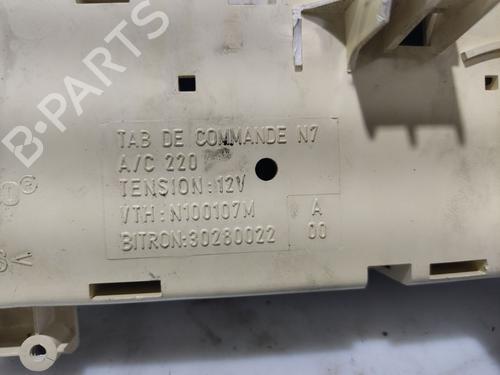 B-PARTS
TAB DE COMMANDE N7
A/C 220
TENSION:12V
VTH:N100107M A
BITRON:30280022 00